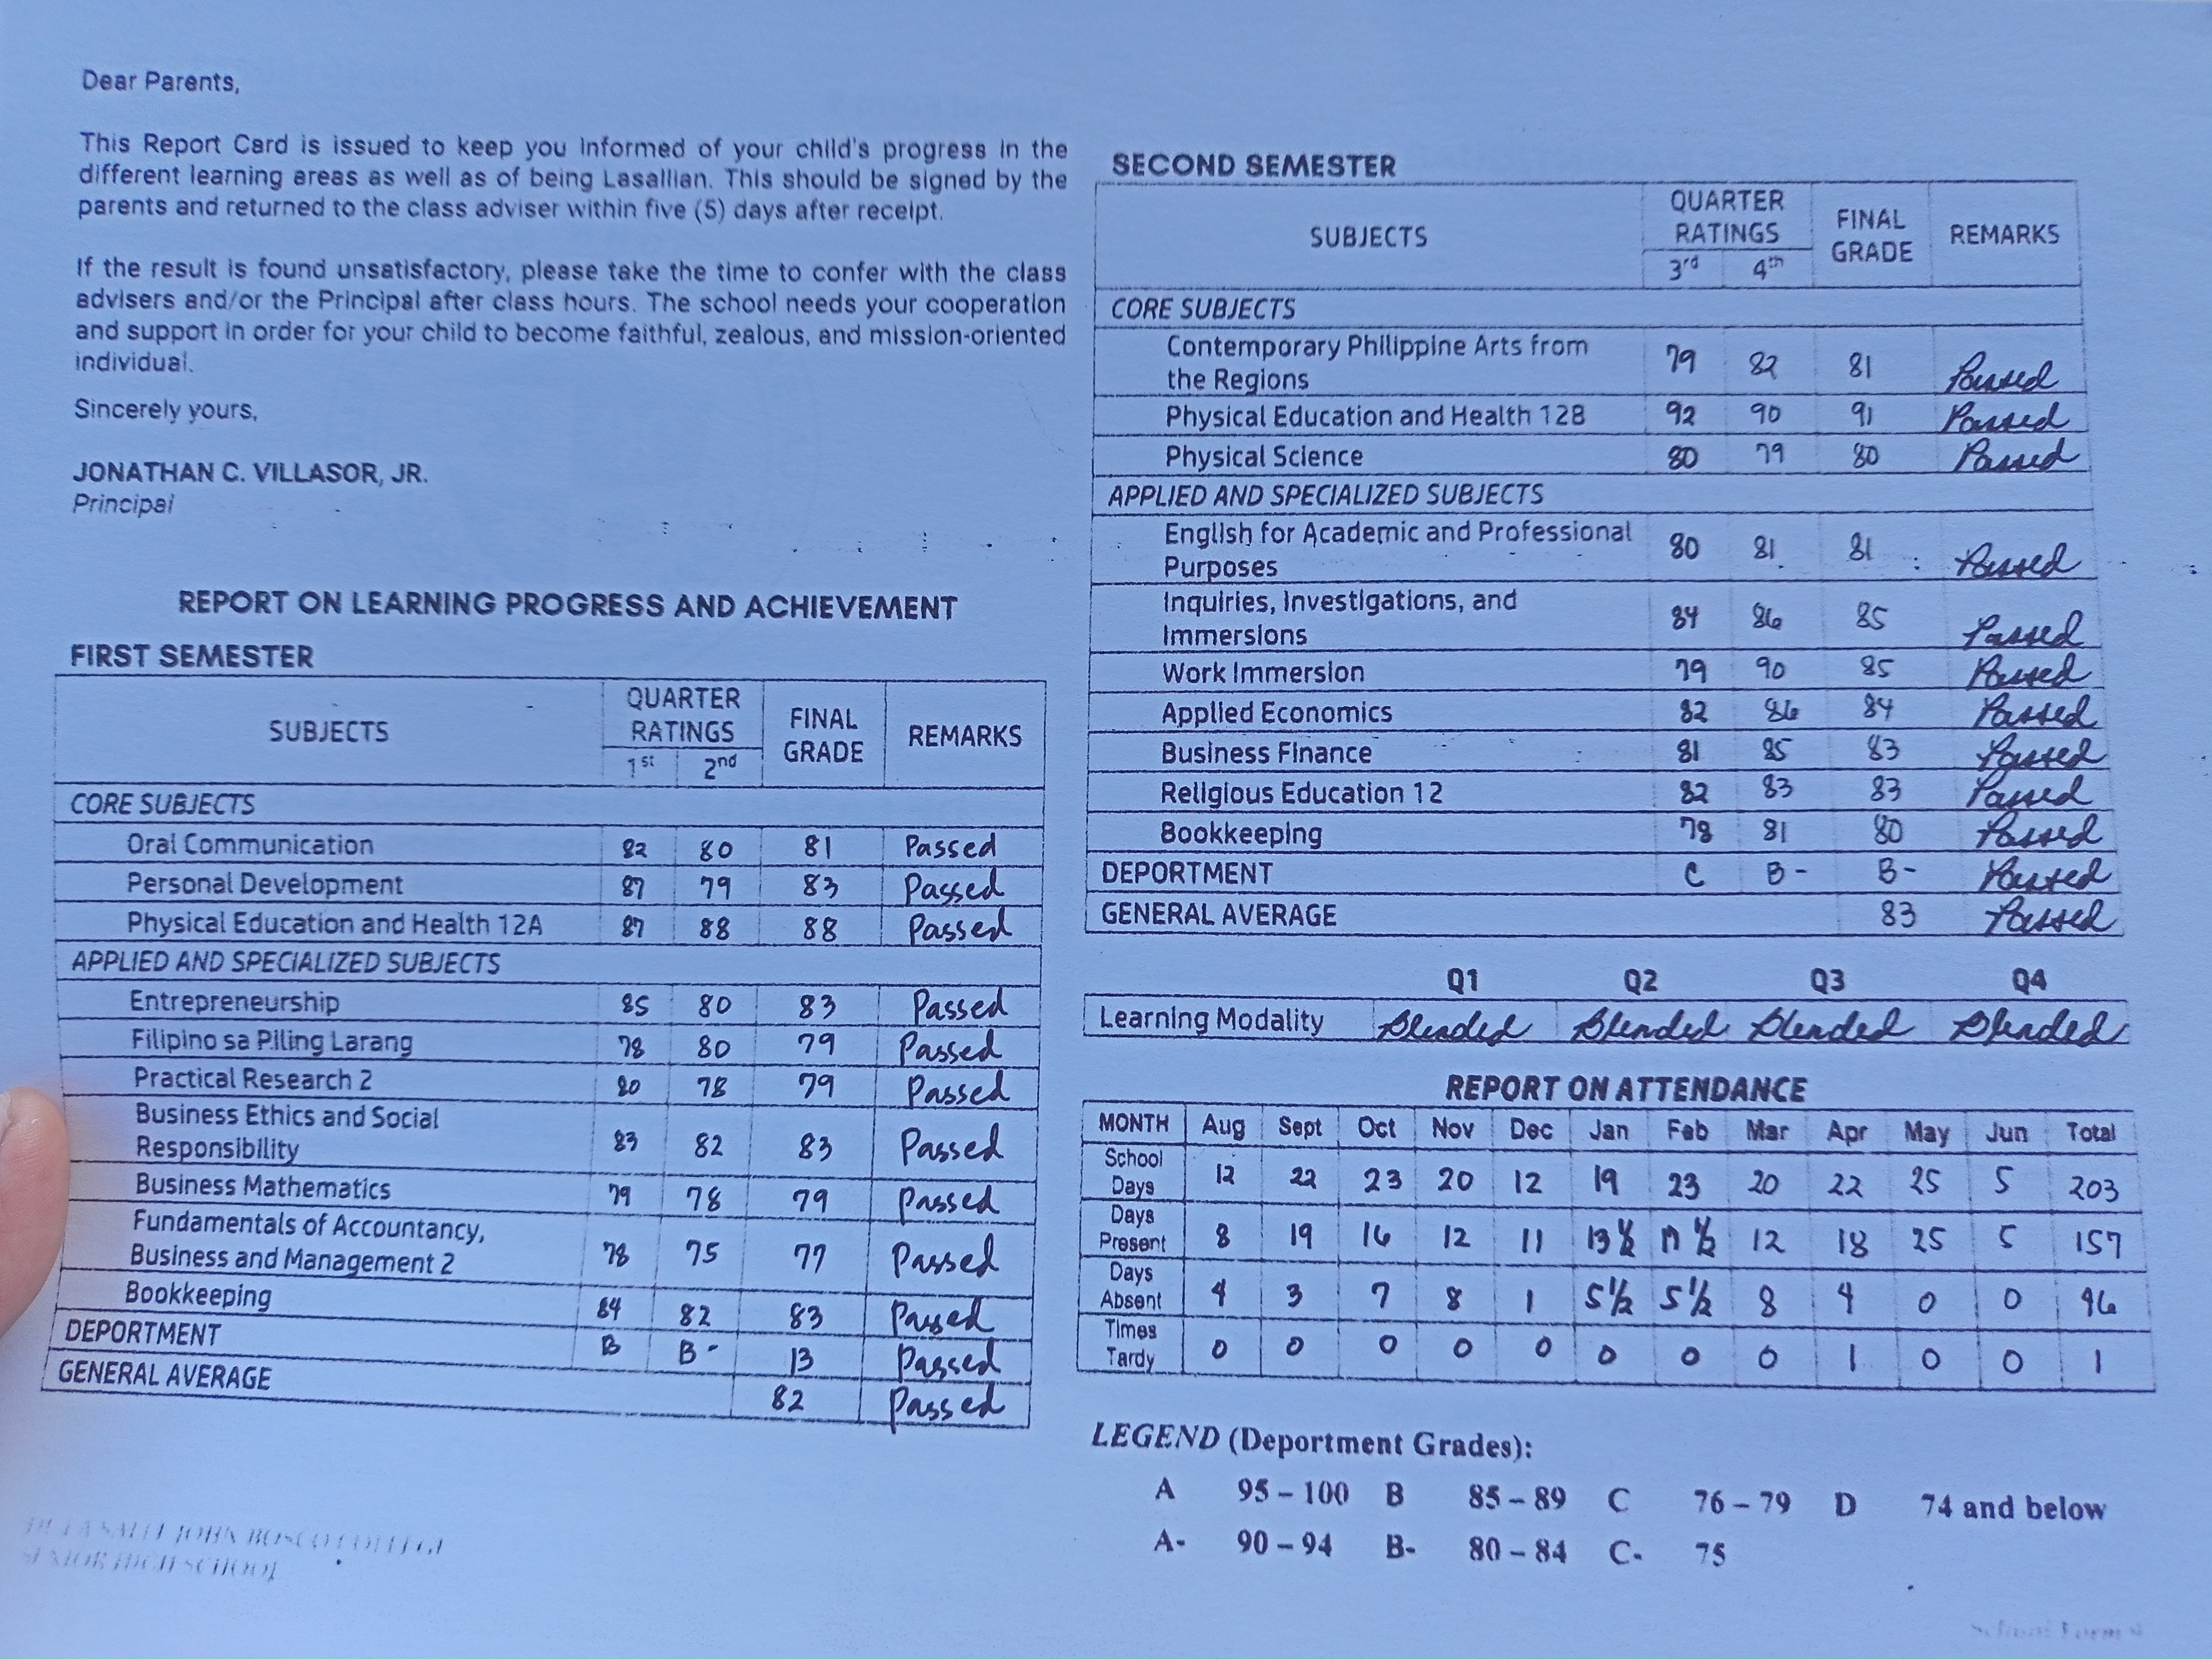 Dear Parents,
This Report Card is issued to keep you informed of your child's progress in the
different learning areas as well as of being Lasallian. This should be signed by the
parents and returned to the class adviser within five (5) days after receipt.
If the result is found unsatisfactory, please take the time to confer with the class
advisers and/or the Principal after class hours. The school needs your cooperation
and support in order for your child to become faithful, zealous, and mission-oriented
individual.
Sincerely yours,
JONATHAN C. VILLASOR, JR.
Principal
REPORT ON LEARNING PROGRESS AND ACHIEVEMENT
FIRST SEMESTER
SUBJECTS QUARTER RATINGS FINAL GRADE REMARKS
1st 2nd
CORE SUBJECTS
Oral Communication 82 80 81 Passed
Personal Development 87 79 83 Passed
Physical Education and Health 12A 87 88 88 Passed
APPLIED AND SPECIALIZED SUBJECTS
Entrepreneurship 85 80 83 Passed
Filipino sa Piling Larang 78 80 79 Passed
Practical Research 2 80 78 79 Passed
Business Ethics and Social
Responsibility 83 82 83 Passed
Business Mathematics 79 78 79 Passed
Fundamentals of Accountancy,
Business and Management 2 78 75 77 Passed
Bookkeeping 84 82 83 Passed
DEPORTMENT B B- B Passed
GENERAL AVERAGE 82 Passed
DE LA SALLE JOHN BOSCO COLLEGE
SENIOR HIGH SCHOOL
SECOND SEMESTER
SUBJECTS QUARTER RATINGS FINAL GRADE REMARKS
3rd 4th
CORE SUBJECTS
Contemporary Philippine Arts from
the Regions 79 82 81 Passed
Physical Education and Health 12B 92 90 91 Passed
Physical Science 80 79 80 Passed
APPLIED AND SPECIALIZED SUBJECTS
English for Academic and Professional
Purposes 80 81 81 Passed
Inquiries, Investigations, and
Immersions 84 86 85 Passed
Work Immersion 79 90 85 Passed
Applied Economics 82 86 84 Passed
Business Finance 81 85 83 Passed
Religious Education 12 82 83 83 Passed
Bookkeeping 78 81 80 Passed
DEPORTMENT C B- B- Passed
GENERAL AVERAGE 83 Passed
Q1 Q2 Q3 Q4
Learning Modality Blended Blended Blended Blended
REPORT ON ATTENDANCE
MONTH Aug Sept Oct Nov Dec Jan Feb Mar Apr May Jun Total
School Days 12 22 23 20 12 19 23 20 22 25 5 203
Days Present 8 19 16 12 11 13 ½ 17 ½ 12 18 25 5 157
Days Absent 4 3 7 8 1 5 ½ 5 ½ 8 4 0 0 46
Times Tardy 0 0 0 0 0 0 0 0 1 0 0 1
LEGEND (Department Grades):
A 95 – 100 B 85 – 89 C 76 – 79 D 74 and below
A- 90 – 94 B- 80 – 84 C- 75
School Form 9